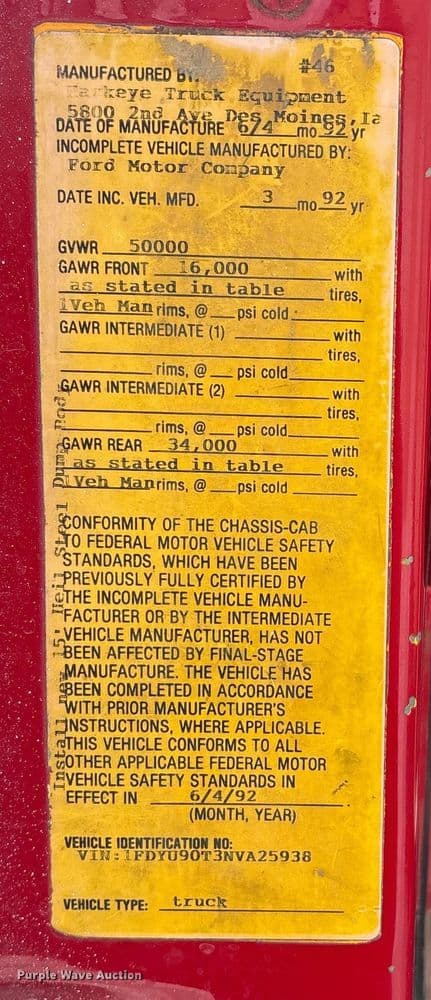 #46
MANUFACTURED BY:
Hawkeye Truck Equipment
5800 2nd Ave Des Moines, Ia
DATE OF MANUFACTURE 6/4 mo 92 yr
INCOMPLETE VEHICLE MANUFACTURED BY:
Ford Motor Company
DATE INC. VEH. MFD. 3 mo 92 yr
GVWR 50000
GAWR FRONT 16,000 with
as stated in table tires,
iVeh Man rims, @ psi cold
GAWR INTERMEDIATE (1) with
tires,
rims, @ psi cold
GAWR INTERMEDIATE (2) with
tires,
rims, @ psi cold
GAWR REAR 34,000 with
as stated in table tires,
iVeh Man rims, @ psi cold
CONFORMITY OF THE CHASSIS-CAB
TO FEDERAL MOTOR VEHICLE SAFETY
STANDARDS, WHICH HAVE BEEN
PREVIOUSLY FULLY CERTIFIED BY
THE INCOMPLETE VEHICLE MANU-
FACTURER OR BY THE INTERMEDIATE
VEHICLE MANUFACTURER, HAS NOT
BEEN AFFECTED BY FINAL-STAGE
MANUFACTURE. THE VEHICLE HAS
BEEN COMPLETED IN ACCORDANCE
WITH PRIOR MANUFACTURER'S
INSTRUCTIONS, WHERE APPLICABLE.
THIS VEHICLE CONFORMS TO ALL
OTHER APPLICABLE FEDERAL MOTOR
VEHICLE SAFETY STANDARDS IN
EFFECT IN 6/4/92
(MONTH, YEAR)
VEHICLE IDENTIFICATION NO:
VIN:1FDYU90T3NVA25938
VEHICLE TYPE: truck
Install new 15' Heil Steel Dump Body
Purple Wave Auction